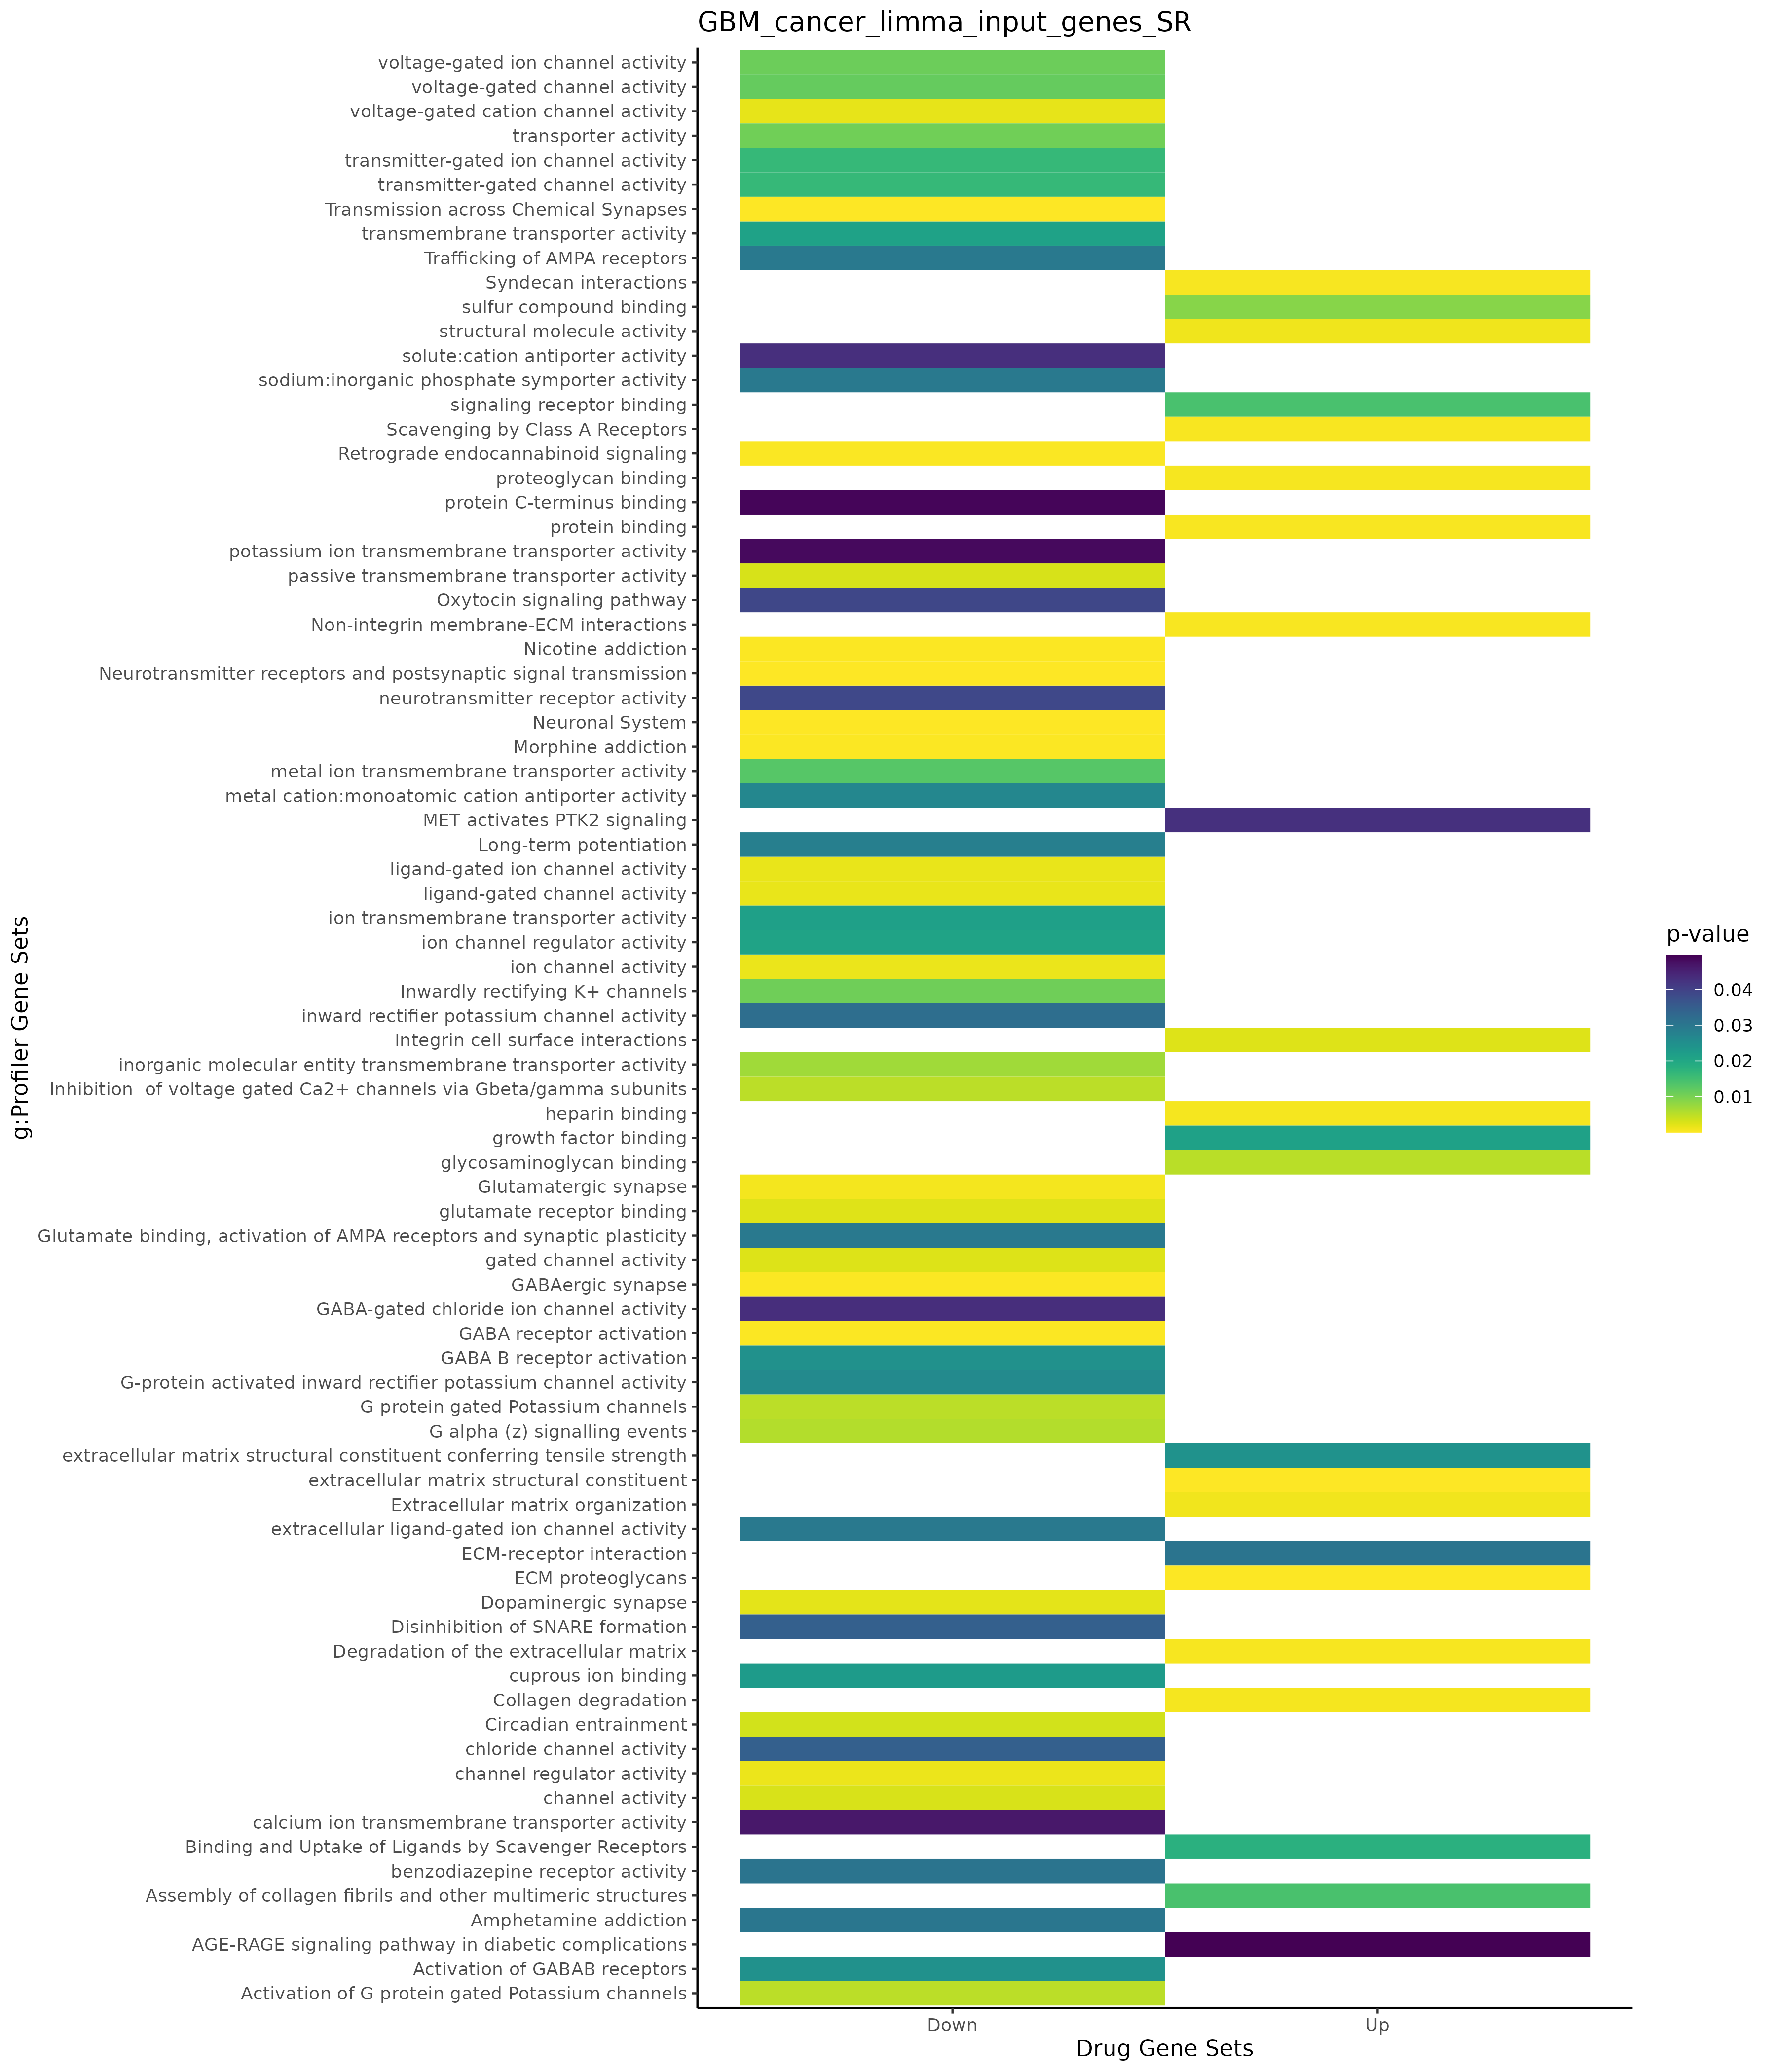 GBM_cancer_limma_input_genes_SR
voltage-gated ion channel activity
voltage-gated channel activity
voltage-gated cation channel activity
transporter activity
transmitter-gated ion channel activity
transmitter-gated channel activity
Transmission across Chemical Synapses
transmembrane transporter activity
Trafficking of AMPA receptors
Syndecan interactions
sulfur compound binding
structural molecule activity
solute:cation antiporter activity
sodium:inorganic phosphate symporter activity
signaling receptor binding
Scavenging by Class A Receptors
Retrograde endocannabinoid signaling
proteoglycan binding
protein C-terminus binding
protein binding
potassium ion transmembrane transporter activity
passive transmembrane transporter activity
Oxytocin signaling pathway
Non-integrin membrane-ECM interactions
Nicotine addiction
Neurotransmitter receptors and postsynaptic signal transmission
neurotransmitter receptor activity
Neuronal System
Morphine addiction
metal ion transmembrane transporter activity
metal cation:monoatomic cation antiporter activity
MET activates PTK2 signaling
Long-term potentiation
ligand-gated ion channel activity
ligand-gated channel activity
ion transmembrane transporter activity
ion channel regulator activity
ion channel activity
Inwardly rectifying K+ channels
inward rectifier potassium channel activity
Integrin cell surface interactions
inorganic molecular entity transmembrane transporter activity
Inhibition  of voltage gated Ca2+ channels via Gbeta/gamma subunits
heparin binding
growth factor binding
glycosaminoglycan binding
Glutamatergic synapse
glutamate receptor binding
Glutamate binding, activation of AMPA receptors and synaptic plasticity
gated channel activity
GABAergic synapse
GABA-gated chloride ion channel activity
GABA receptor activation
GABA B receptor activation
G-protein activated inward rectifier potassium channel activity
G protein gated Potassium channels
G alpha (z) signalling events
extracellular matrix structural constituent conferring tensile strength
extracellular matrix structural constituent
Extracellular matrix organization
extracellular ligand-gated ion channel activity
ECM-receptor interaction
ECM proteoglycans
Dopaminergic synapse
Disinhibition of SNARE formation
Degradation of the extracellular matrix
cuprous ion binding
Collagen degradation
Circadian entrainment
chloride channel activity
channel regulator activity
channel activity
calcium ion transmembrane transporter activity
Binding and Uptake of Ligands by Scavenger Receptors
benzodiazepine receptor activity
Assembly of collagen fibrils and other multimeric structures
Amphetamine addiction
AGE-RAGE signaling pathway in diabetic complications
Activation of GABAB receptors
Activation of G protein gated Potassium channels
g:Profiler Gene Sets
Down
Up
Drug Gene Sets
p-value
0.04
0.03
0.02
0.01